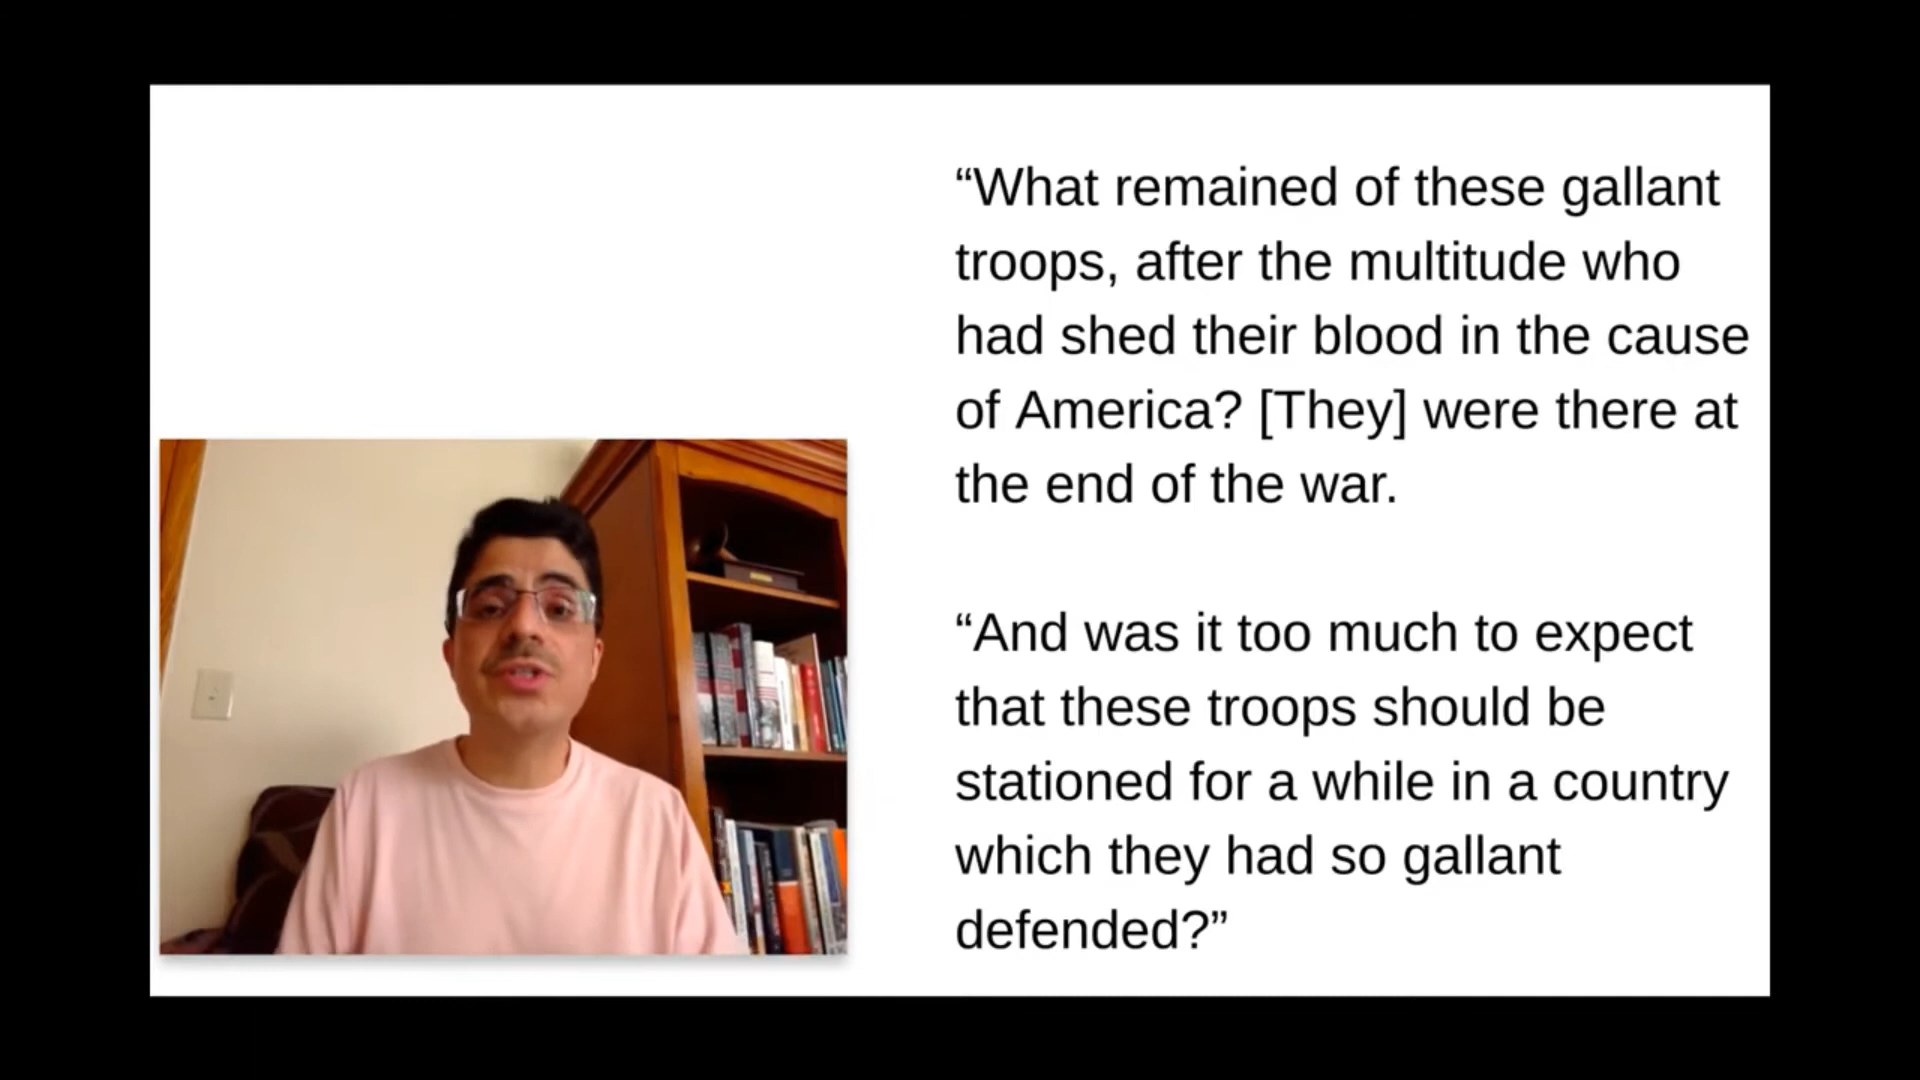 “What remained of these gallant
troops, after the multitude who
had shed their blood in the cause
of America? [They] were there at
the end of the war.
“And was it too much to expect
that these troops should be
stationed for a while in a country
which they had so gallant
defended?”